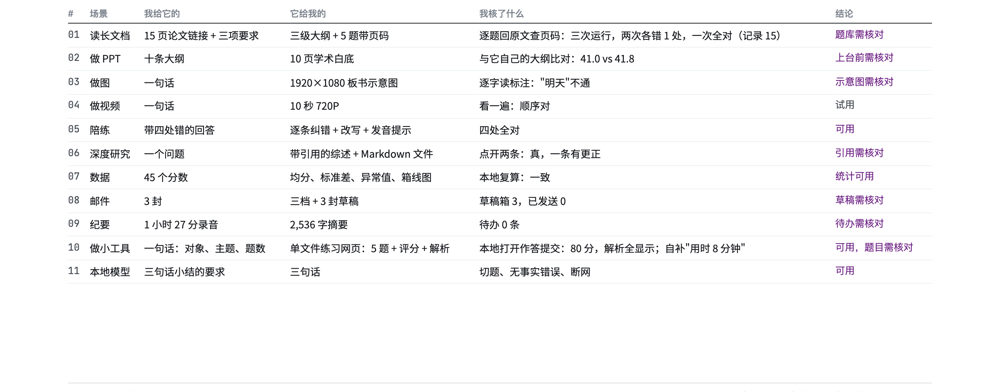 # 场景 我给它的 它给我的 我核了什么 结论
01 读长文档 15 页论文链接 + 三项要求 三级大纲 + 5 题带页码 逐题回原文查页码：三次运行，两次各错 1 处，一次全对（记录 15） 题库需核对
02 做 PPT 十条大纲 10 页学术白底 与它自己的大纲比对：41.0 vs 41.8 上台前需核对
03 做图 一句话 1920×1080 板书示意图 逐字读标注："明天"不通 示意图需核对
04 做视频 一句话 10 秒 720P 看一遍：顺序对 试用
05 陪练 带四处错的回答 逐条纠错 + 改写 + 发音提示 四处全对 可用
06 深度研究 一个问题 带引用的综述 + Markdown 文件 点开两条：真，一条有更正 引用需核对
07 数据 45 个分数 均分、标准差、异常值、箱线图 本地复算：一致 统计可用
08 邮件 3 封 三档 + 3 封草稿 草稿箱 3，已发送 0 草稿需核对
09 纪要 1 小时 27 分录音 2,536 字摘要 待办 0 条 待办需核对
10 做小工具 一句话：对象、主题、题数 单文件练习网页：5 题 + 评分 + 解析 本地打开作答提交：80 分，解析全显示；自补"用时 8 分钟" 可用，题目需核对
11 本地模型 三句话小结的要求 三句话 切题、无事实错误、断网 可用